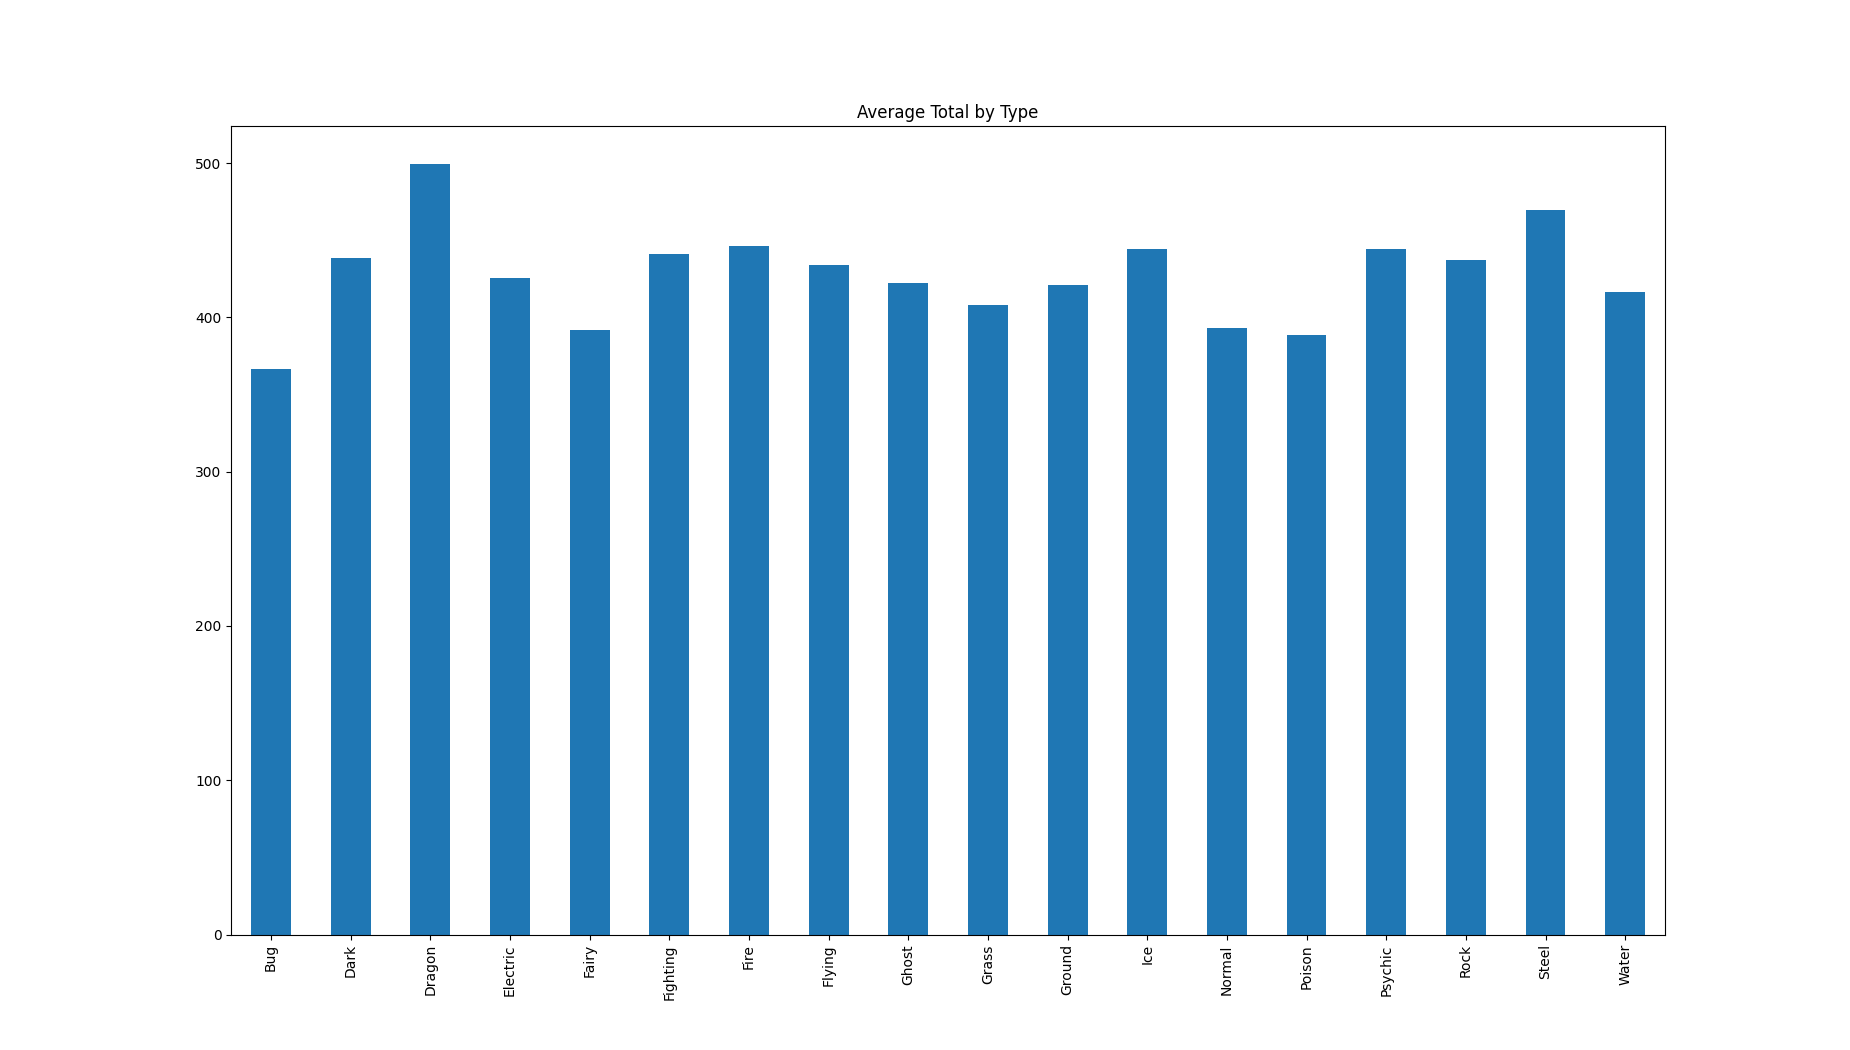 Average Total by Type
500
400
300
200
100
0
Bug
Dark
Dragon
Electric
Fairy
Fighting
Fire
Flying
Ghost
Grass
Ground
Ice
Normal
Poison
Psychic
Rock
Steel
Water